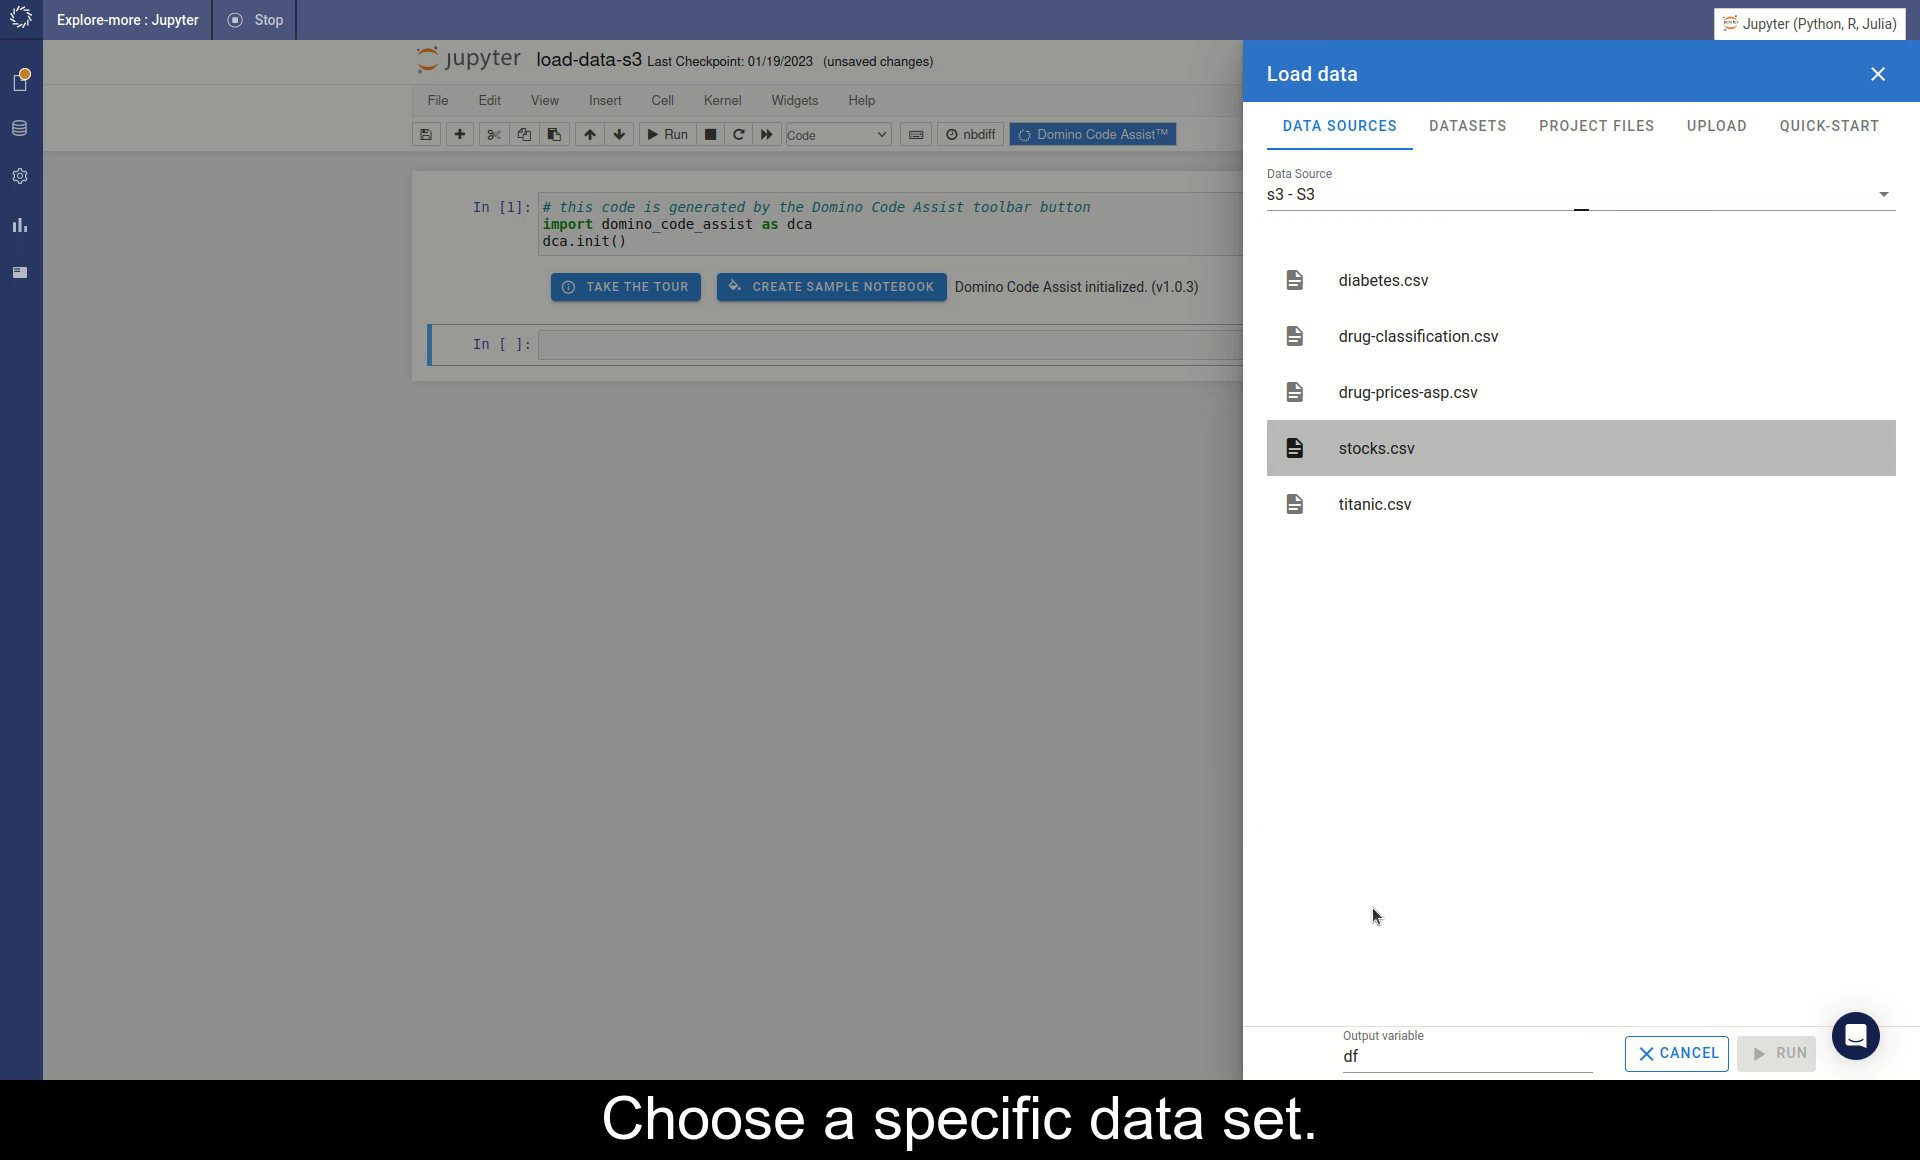 Explore-more : Jupyter
Stop
Jupyter (Python, R, Julia)
jupyter load-data-s3 Last Checkpoint: 01/19/2023 (unsaved changes)
File Edit View Insert Cell Kernel Widgets Help
Run Code nbdiff Domino Code Assist™
In [1]: # this code is generated by the Domino Code Assist toolbar button
import domino_code_assist as dca
dca.init()
TAKE THE TOUR CREATE SAMPLE NOTEBOOK Domino Code Assist initialized. (v1.0.3)
In [ ]:
Load data
DATA SOURCES DATASETS PROJECT FILES UPLOAD QUICK-START
Data Source
s3 - S3
diabetes.csv
drug-classification.csv
drug-prices-asp.csv
stocks.csv
titanic.csv
Output variable
df
CANCEL RUN
Choose a specific data set.